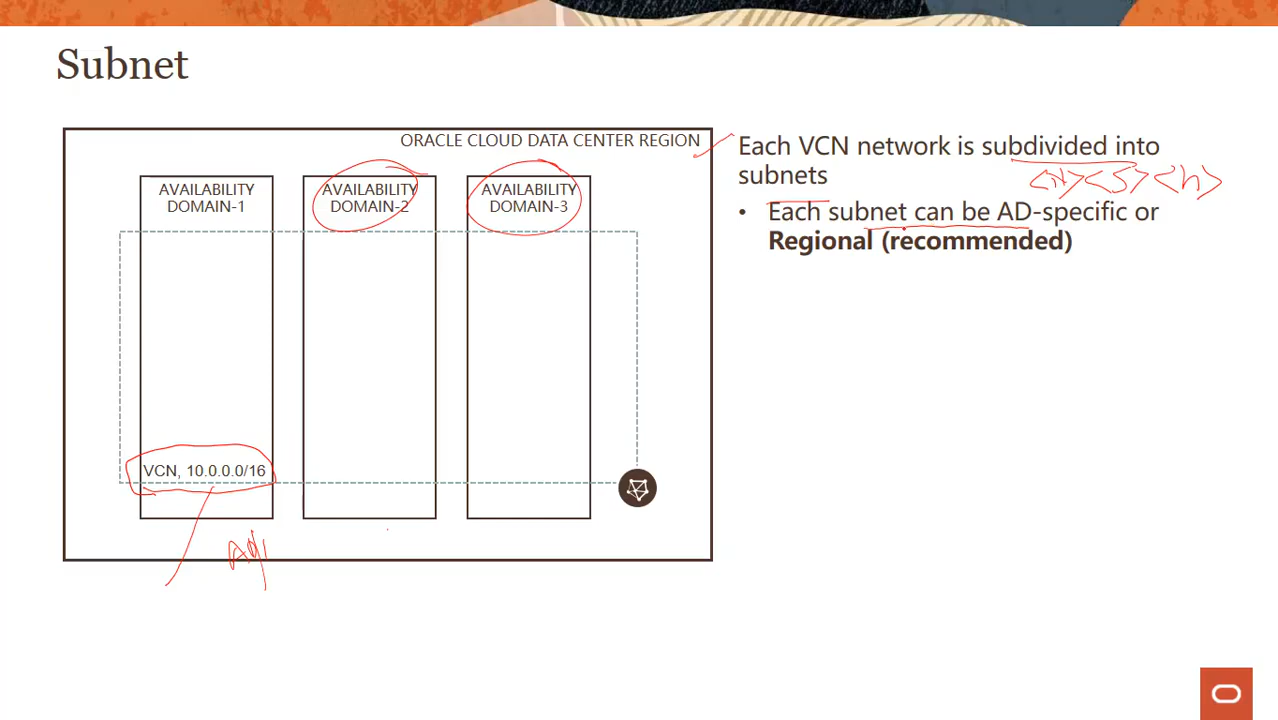 Subnet
ORACLE CLOUD DATA CENTER REGION
AVAILABILITY
DOMAIN-1
AVAILABILITY
DOMAIN-2
AVAILABILITY
DOMAIN-3
VCN, 10.0.0.0/16
Each VCN network is subdivided into
subnets
<N> <S> <h>
• Each subnet can be AD-specific or
Regional (recommended)